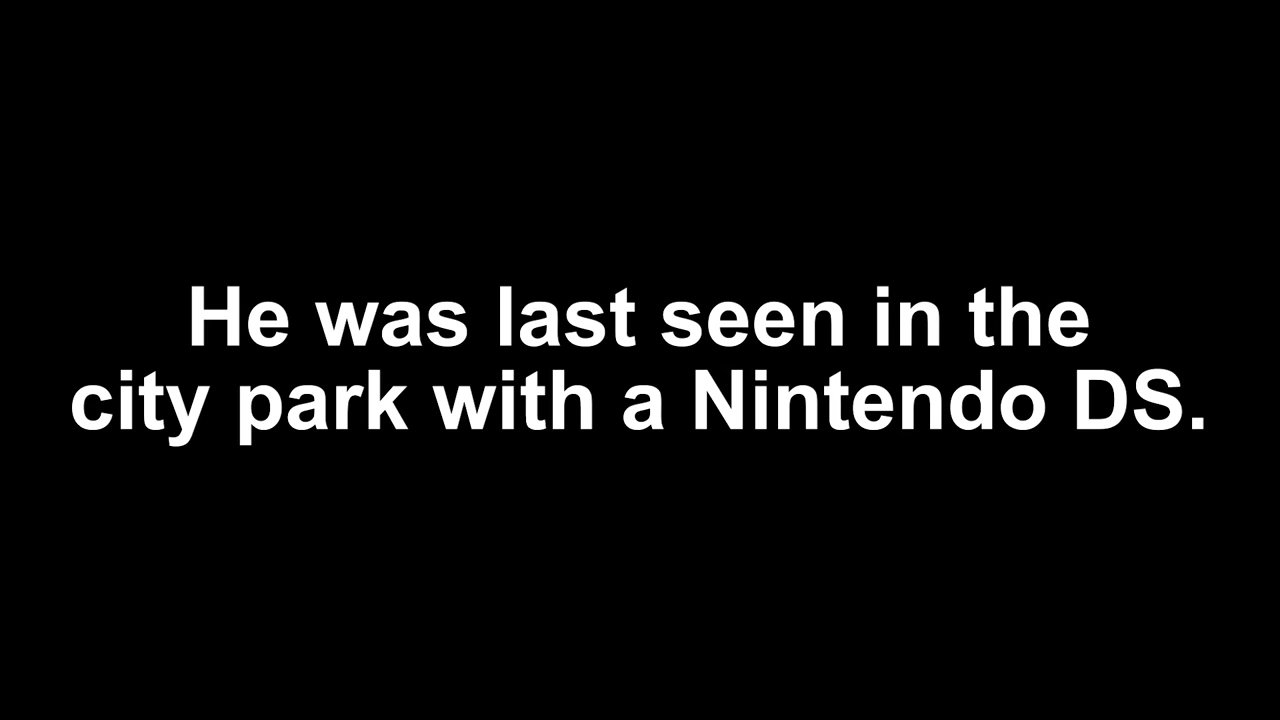 He was last seen in the
city park with a Nintendo DS.